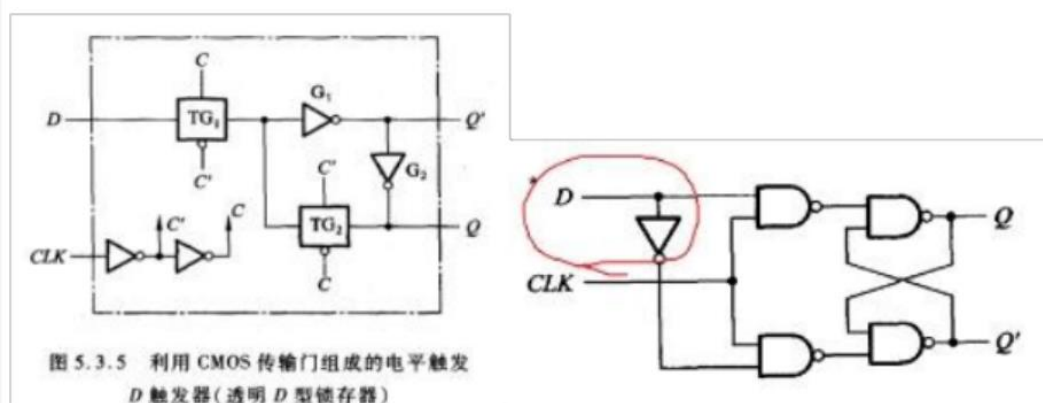 C
G₁
D
TG₁
Q'
C'
C'
G₂
C'
C
TG₂
Q
CLK
C
图 5.3.5 利用 CMOS 传输门组成的电平触发
D 触发器(透明 D 型锁存器)
D
Q
CLK
Q'